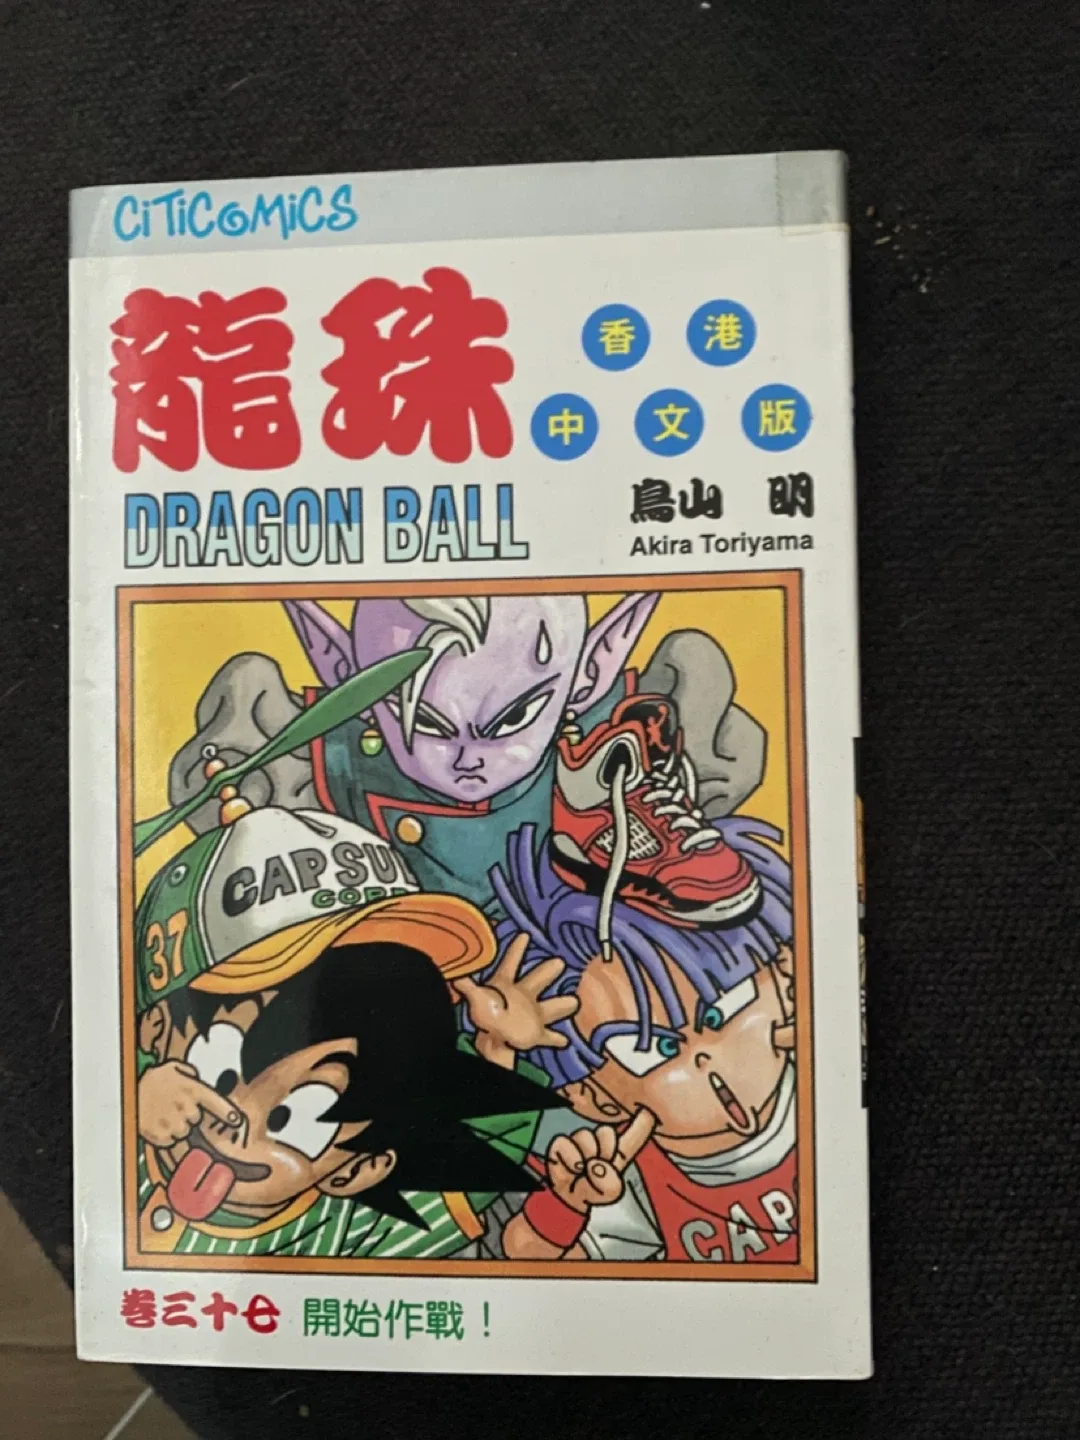 CITICOMICS
龍珠
香港
中文版
DRAGON BALL
鳥山 明
Akira Toriyama
CAPSU
CORP
37
CAP
卷三十七 開始作戰！